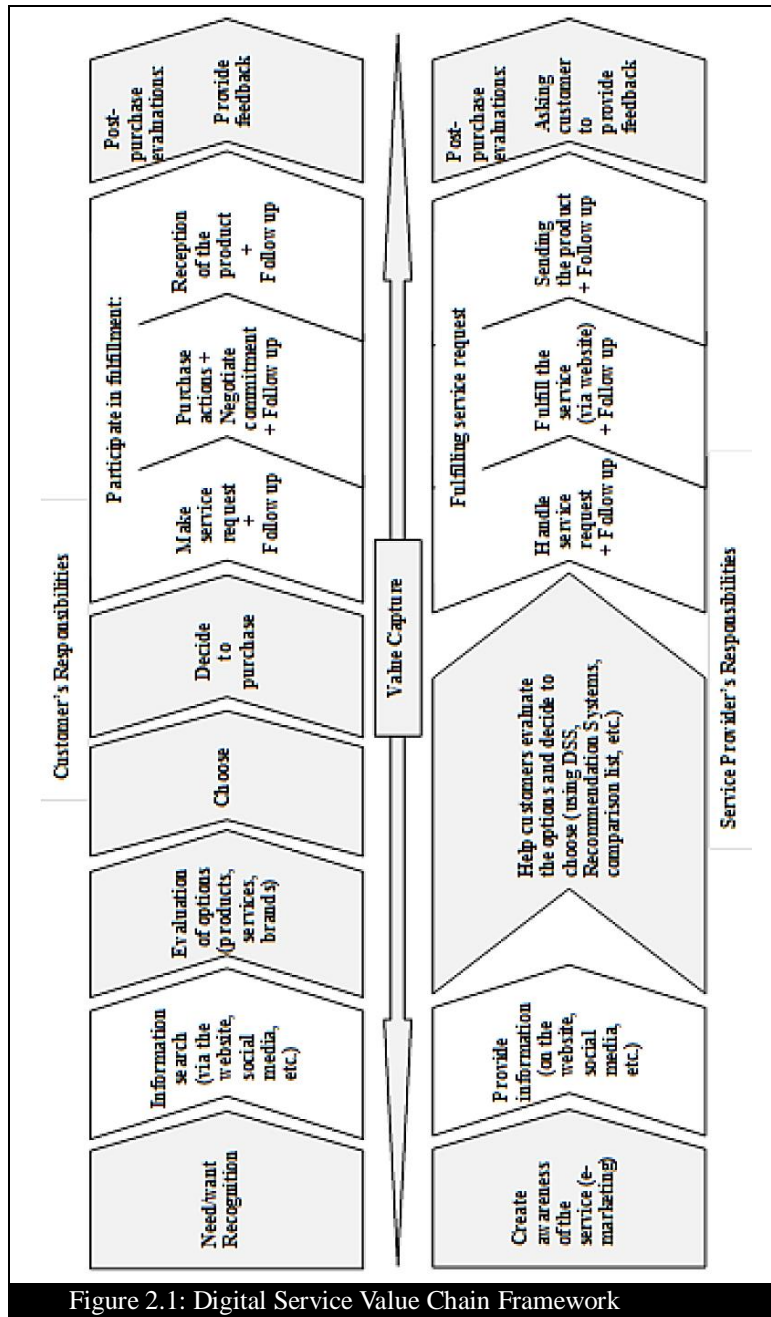 Customer's Responsibilities
Need/want
Recognition
Information
search
(via the
website,
social
media,
etc.)
Evaluation
of options
(products,
services,
brands)
Choose
Decide
to
purchase
Participate in fulfillment:
Make
service
request
+
Follow up
Purchase
actions +
Negotiate
commitment
+ Follow up
Reception
of the
product
+
Follow up
Post-
purchase
evaluations:
Provide
feedback
Value Capture
Create
awareness
of the
service (e-
marketing)
Provide
information
(on the
website,
social
media,
etc.)
Help customers evaluate
the options and decide to
choose (using DSS,
Recommendation Systems,
comparison list, etc.)
Fulfilling service request
Handle
service
request
+ Follow up
Fulfill the
service
(via website)
+ Follow up
Sending
the product
+ Follow up
Post-
purchase
evaluations:
Asking
customer
to
provide
feedback
Service Provider's Responsibilities
Figure 2.1: Digital Service Value Chain Framework